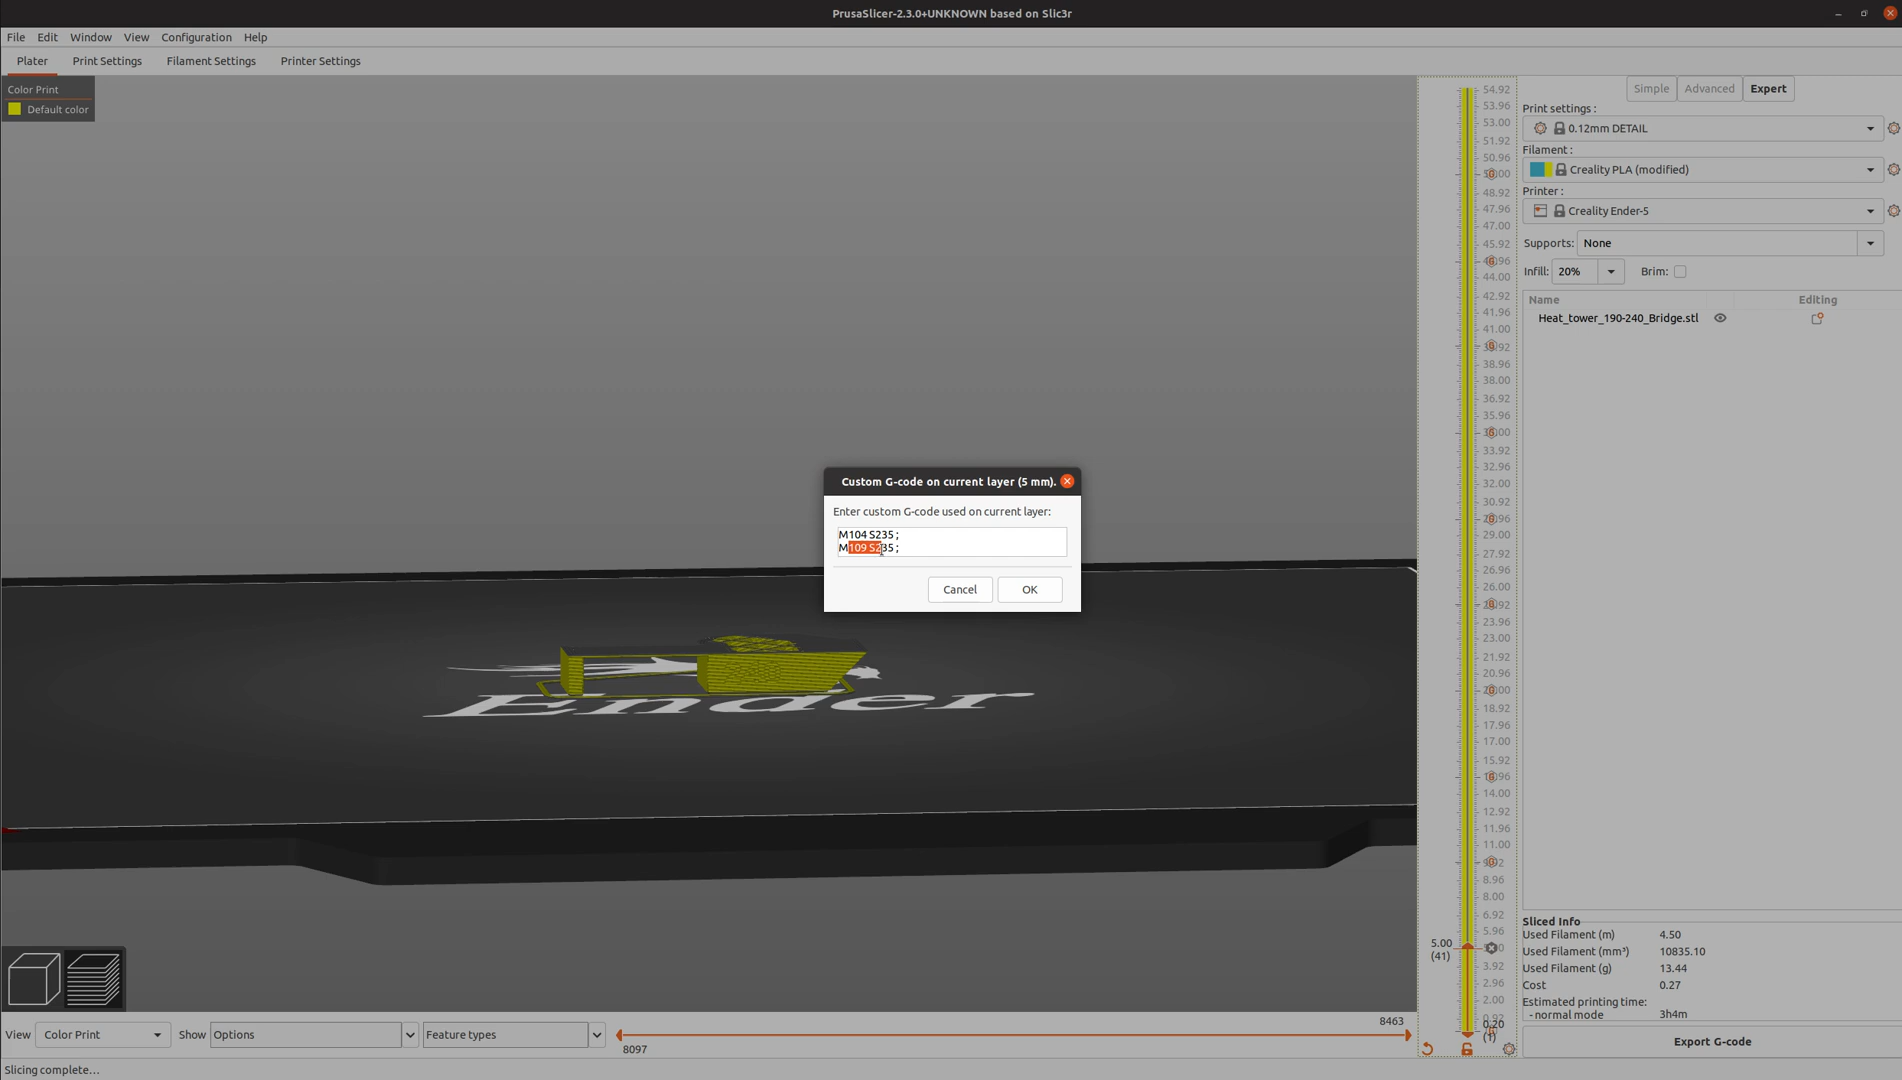 PrusaSlicer-2.3.0+UNKNOWN based on Slic3r
File Edit Window View Configuration Help
Plater Print Settings Filament Settings Printer Settings
Color Print
Default color
Simple Advanced Expert
Print settings :
0.12mm DETAIL
Filament :
Creality PLA (modified)
Printer :
Creality Ender-5
Supports: None
Infill: 20% Brim:
Name Editing
Heat_tower_190-240_Bridge.stl
54.92
53.96
53.00
51.92
50.96
48.92
47.96
47.00
45.92
44.00
42.92
41.96
41.00
38.96
38.00
36.92
35.96
33.92
32.96
32.00
30.92
29.00
27.92
26.96
26.00
23.96
23.00
21.92
20.96
18.92
17.96
17.00
15.92
14.00
12.92
11.96
11.00
8.96
8.00
6.92
5.96
3.92
2.96
2.00
0.20
(1)
5.00
(41)
Custom G-code on current layer (5 mm).
Enter custom G-code used on current layer:
M104 S235 ;
M109 S235 ;
Cancel OK
Ender
Sliced Info
Used Filament (m) 4.50
Used Filament (mm³) 10835.10
Used Filament (g) 13.44
Cost 0.27
Estimated printing time:
- normal mode 3h4m
Export G-code
View Color Print Show Options Feature types
8463
8097
Slicing complete…